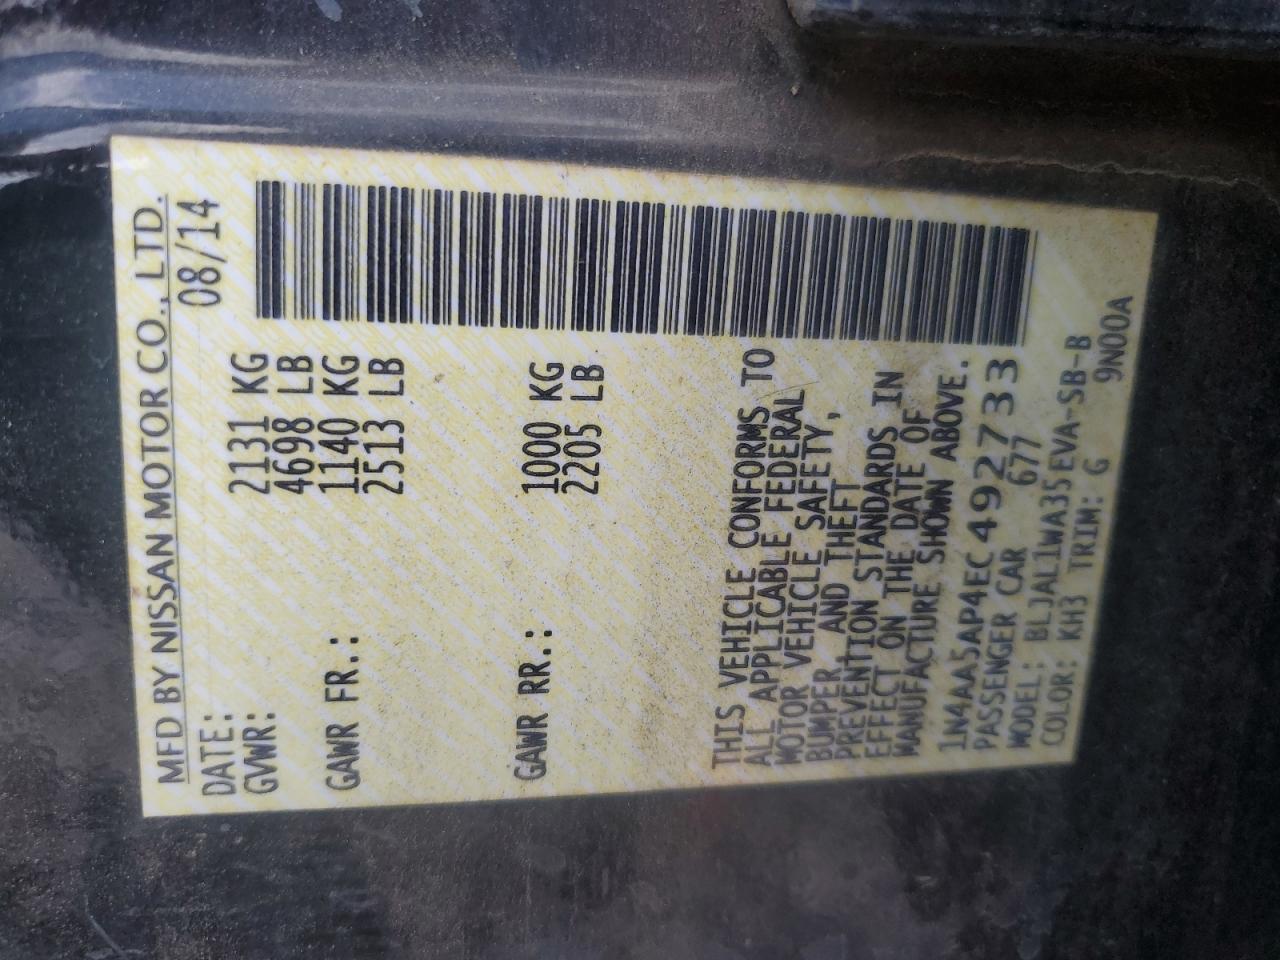 MFD BY NISSAN MOTOR CO., LTD.
DATE: 08/14
GVWR: 2131 KG
4698 LB
GAWR FR.: 1140 KG
2513 LB
GAWR RR.: 1000 KG
2205 LB
THIS VEHICLE CONFORMS TO
ALL APPLICABLE FEDERAL
MOTOR VEHICLE SAFETY,
BUMPER, AND THEFT
PREVENTION STANDARDS IN
EFFECT ON THE DATE OF
MANUFACTURE SHOWN ABOVE.
1N4AA5AP4EC492733
PASSENGER CAR 677
MODEL: BLJAL1WA35EVA-SB-B
COLOR: KH3 TRIM: G 9N00A